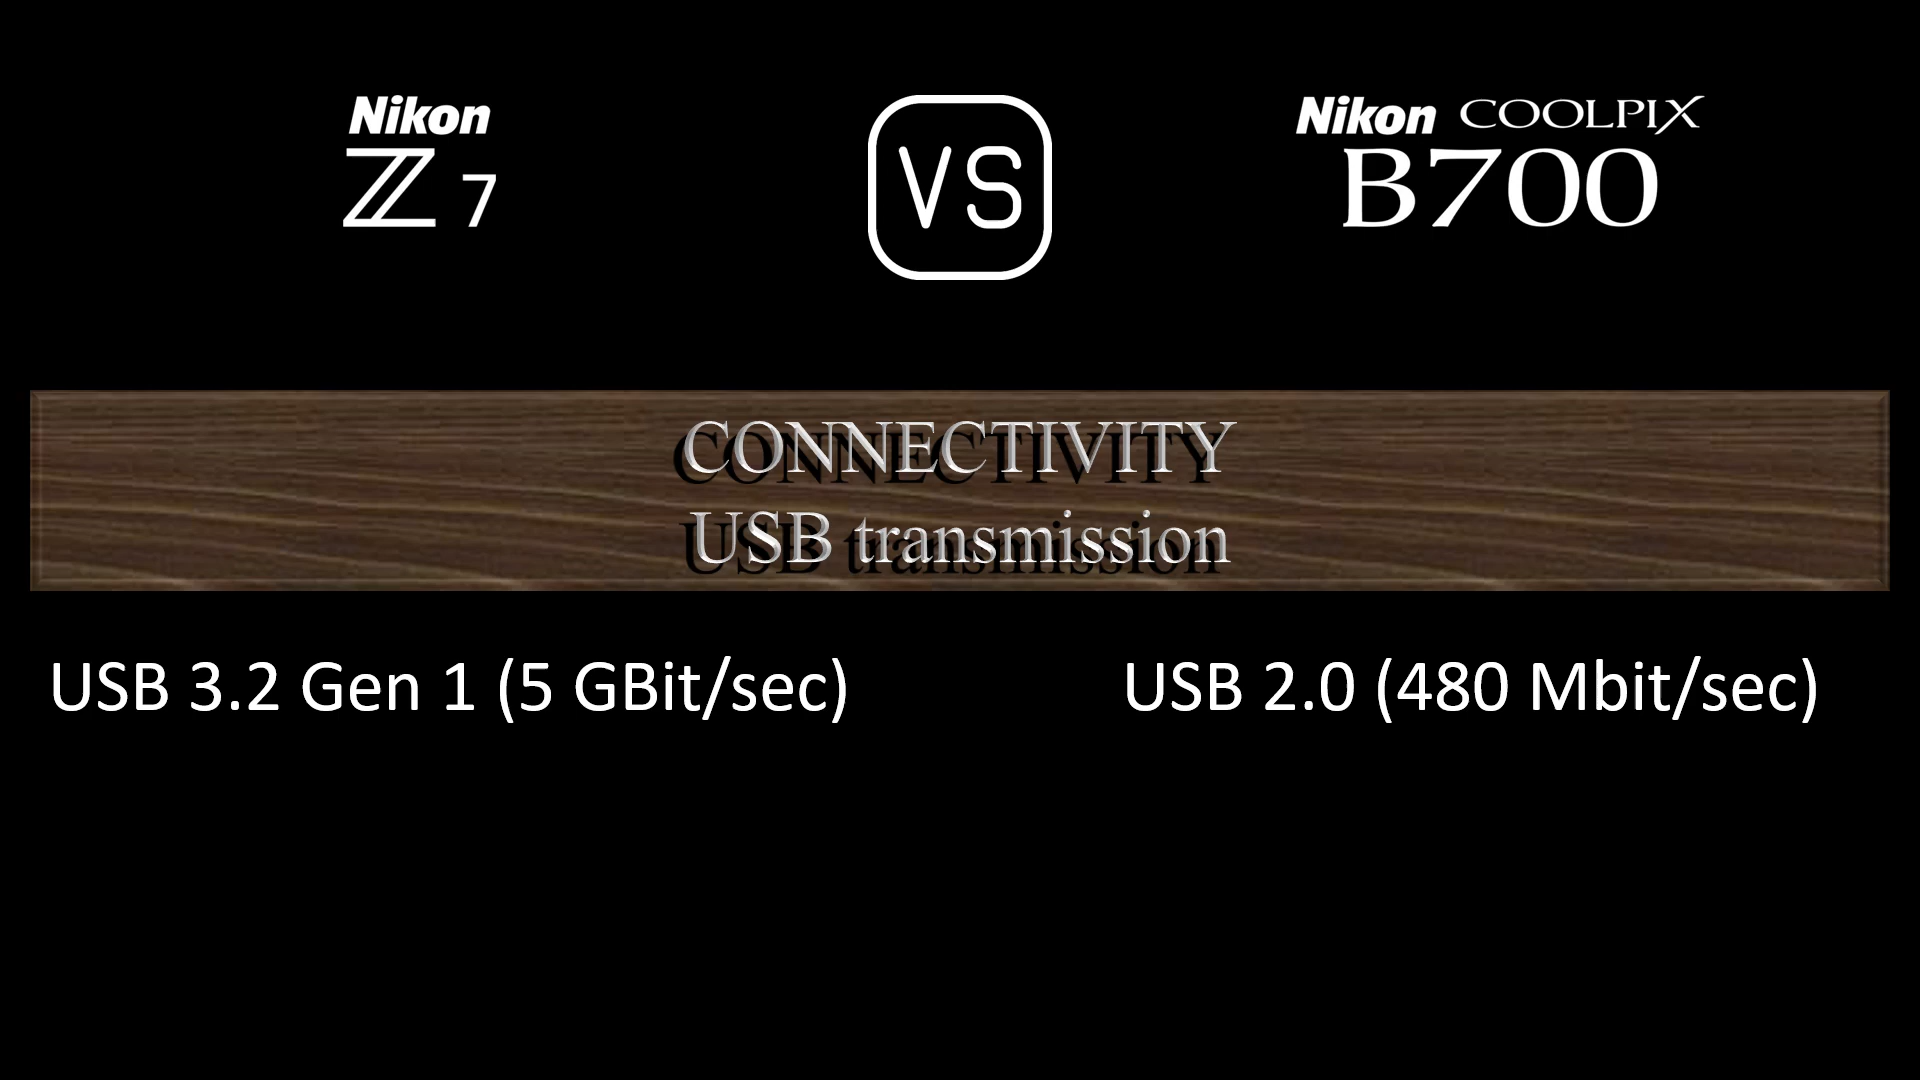 Nikon
Z 7
VS
Nikon COOLPIX
B700
CONNECTIVITY
USB transmission
USB 3.2 Gen 1 (5 GBit/sec)
USB 2.0 (480 Mbit/sec)